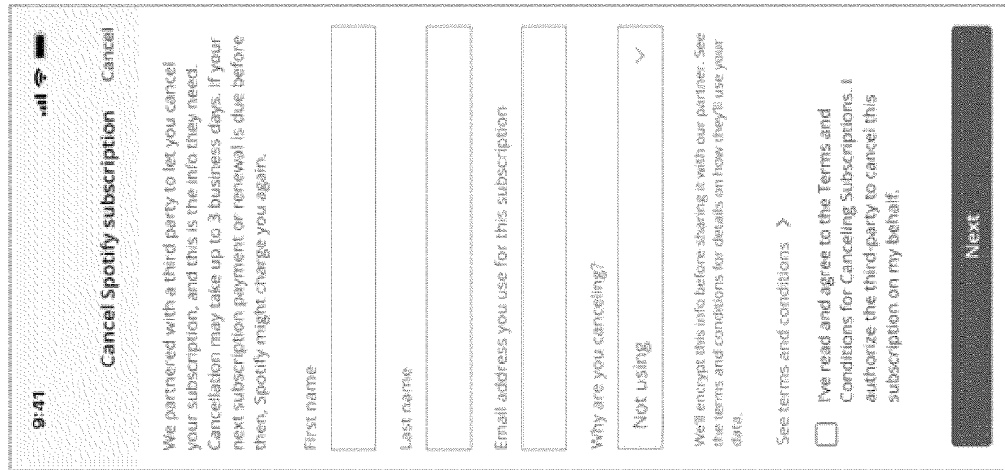 9:41
Cancel Spotify subscription Cancel
We partnered with a third party to let you cancel
your subscription, and this is the info they need.
Cancellation may take up to 3 business days. If your
next subscription payment or renewal is due before
then, Spotify might charge you again.
First name
Last name
Email address you use for this subscription
Why are you canceling?
Not using
We'll encrypt this info before sharing it wish our partner. See
the terms and conditions for details on how they'll use your
data.
See terms and conditions >
I've read and agree to the Terms and
Conditions for Canceling Subscriptions. I
authorize the third-party to cancel this
subscription on my behalf.
Next